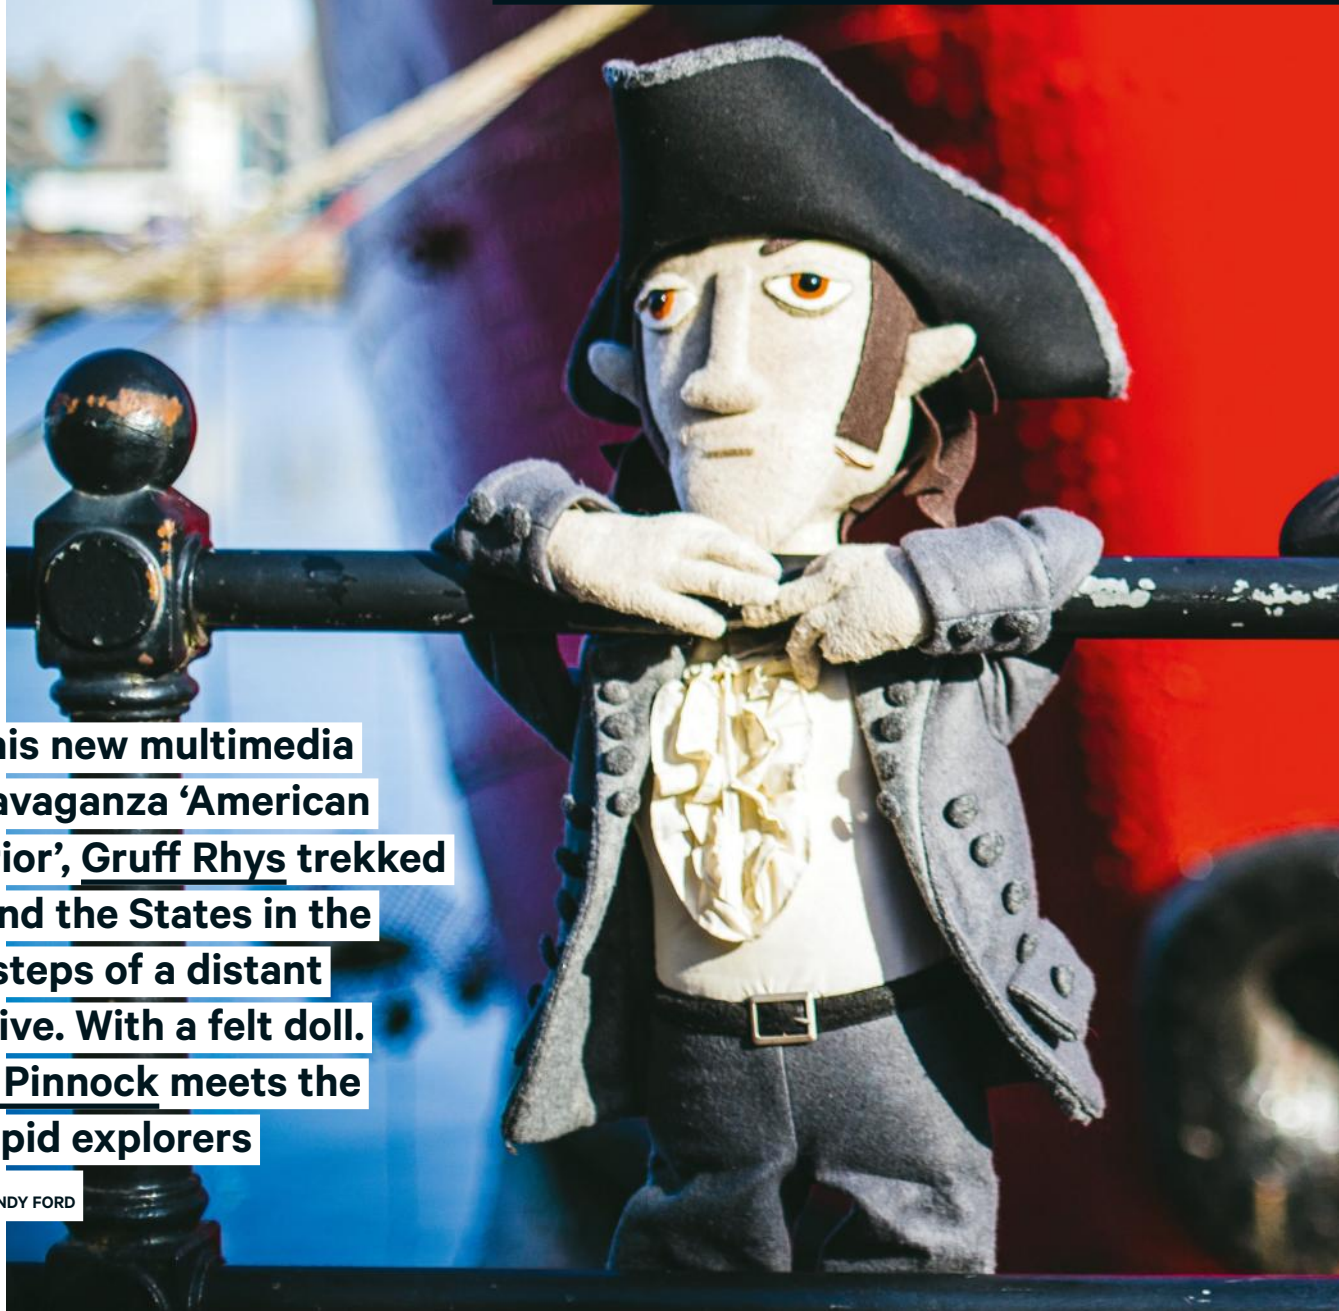 his new multimedia
avaganza ‘American
ior’, Gruff Rhys trekked
nd the States in the
steps of a distant
ive. With a felt doll.
Pinnock meets the
pid explorers
NDY FORD